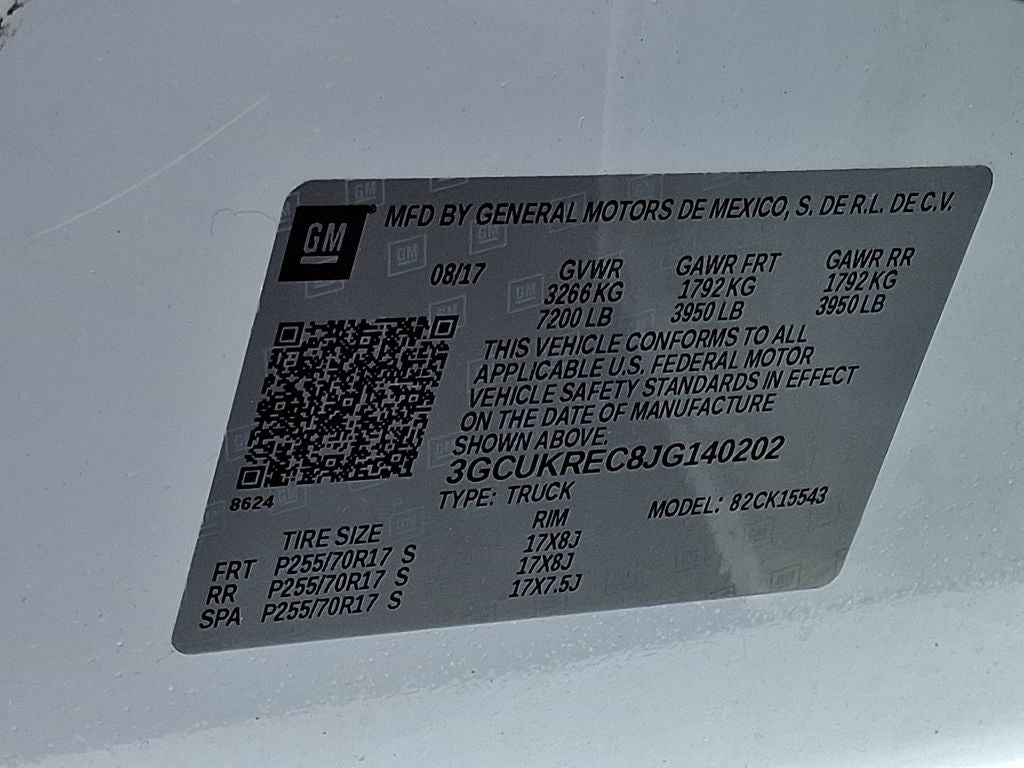 GM® MFD BY GENERAL MOTORS DE MEXICO, S. DE R.L. DE C.V.
08/17 GVWR GAWR FRT GAWR RR
3266 KG 1792 KG 1792 KG
7200 LB 3950 LB 3950 LB
THIS VEHICLE CONFORMS TO ALL
APPLICABLE U.S. FEDERAL MOTOR
VEHICLE SAFETY STANDARDS IN EFFECT
ON THE DATE OF MANUFACTURE
SHOWN ABOVE.
3GCUKREC8JG140202
8624
TYPE: TRUCK MODEL: 82CK15543
TIRE SIZE RIM
FRT P255/70R17 S 17X8J
RR P255/70R17 S 17X8J
SPA P255/70R17 S 17X7.5J